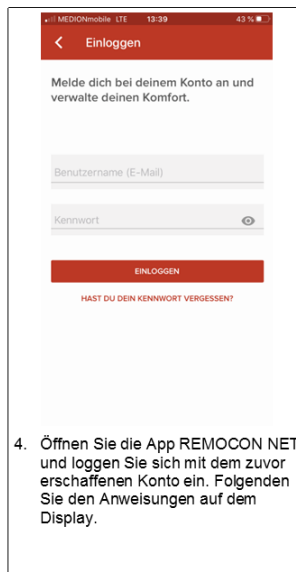 MEDIONmobile LTE 13:39 43 %
Einloggen
Melde dich bei deinem Konto an und
verwalte deinen Komfort.
Benutzername (E-Mail)
Kennwort
EINLOGGEN
HAST DU DEIN KENNWORT VERGESSEN?
4. Öffnen Sie die App REMOCON NET
und loggen Sie sich mit dem zuvor
erschaffenen Konto ein. Folgenden
Sie den Anweisungen auf dem
Display.